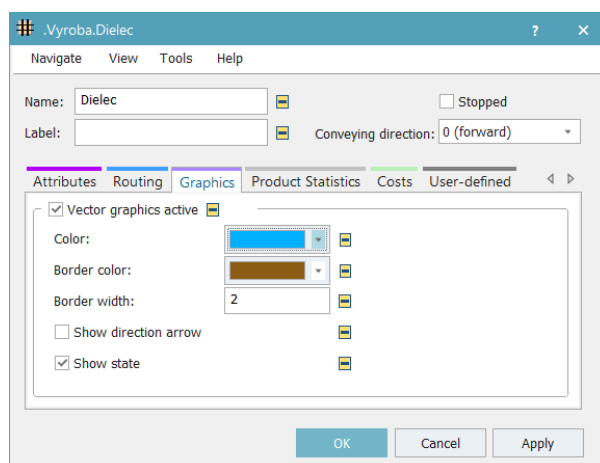 .Vyroba.Dielec ?
Navigate View Tools Help
Name: Dielec Stopped
Label: Conveying direction: 0 (forward)
Attributes Routing Graphics Product Statistics Costs User-defined
Vector graphics active
Color:
Border color:
Border width: 2
Show direction arrow
Show state
OK Cancel Apply